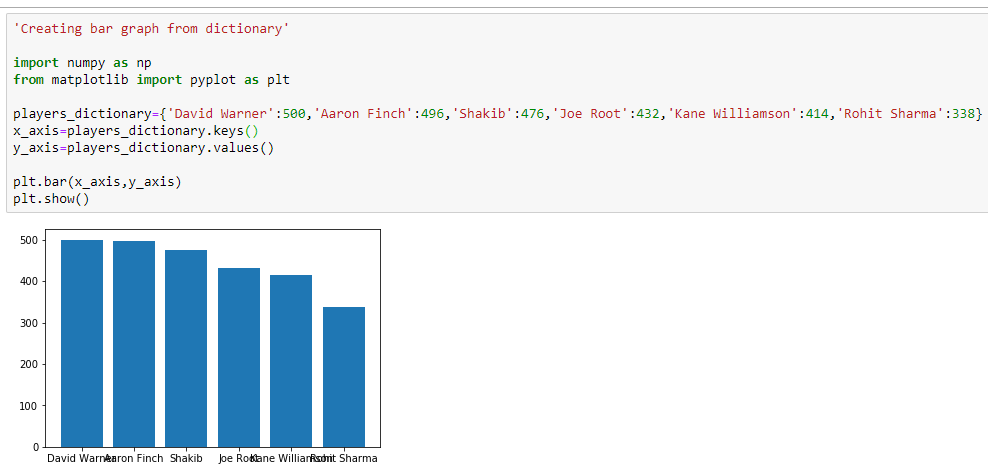 'Creating bar graph from dictionary'
import numpy as np
from matplotlib import pyplot as plt
players_dictionary={'David Warner':500,'Aaron Finch':496,'Shakib':476,'Joe Root':432,'Kane Williamson':414,'Rohit Sharma':338}
x_axis=players_dictionary.keys()
y_axis=players_dictionary.values()
plt.bar(x_axis,y_axis)
plt.show()
500
400
300
200
100
0
David Warner Aaron Finch Shakib Joe Root Kane Williamson Rohit Sharma